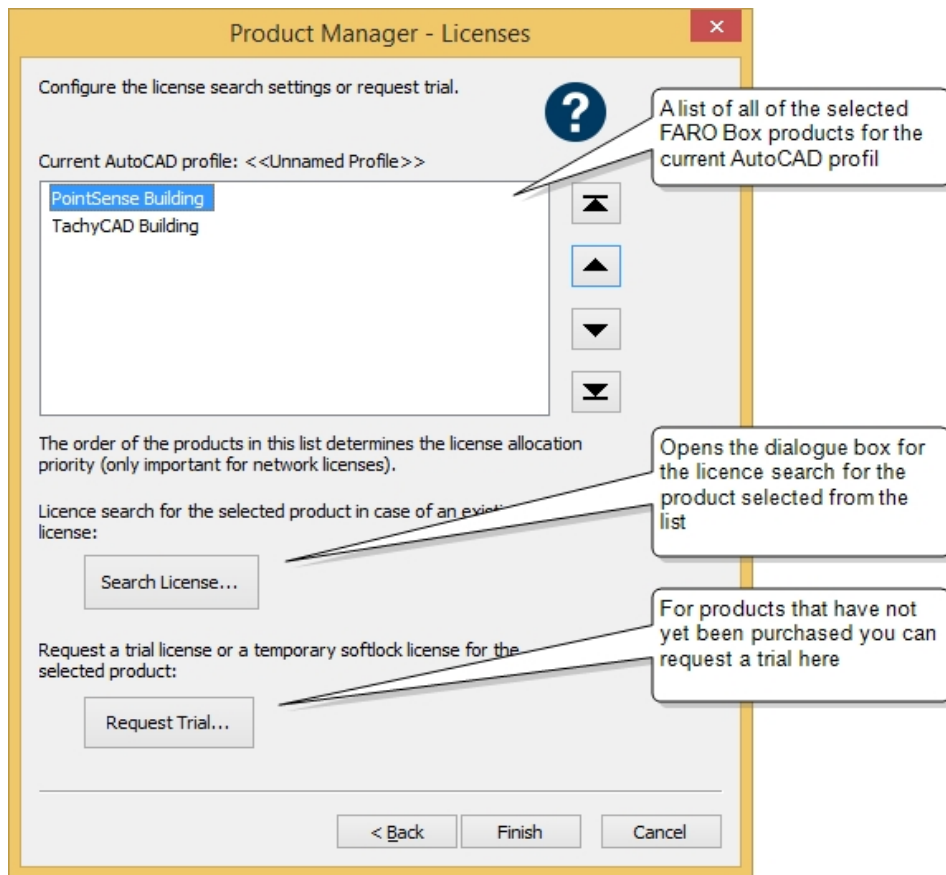 Product Manager - Licenses
Configure the license search settings or request trial.
?
A list of all of the selected
FARO Box products for the
current AutoCAD profil
Current AutoCAD profile: <<Unnamed Profile>>
PointSense Building
TachyCAD Building
The order of the products in this list determines the license allocation
priority (only important for network licenses).
Opens the dialogue box for
the licence search for the
product selected from the
list
Licence search for the selected product in case of an
license:
Search License...
For products that have not
yet been purchased you can
request a trial here
Request a trial license or a temporary softlock license for the
selected product:
Request Trial...
< Back
Finish
Cancel